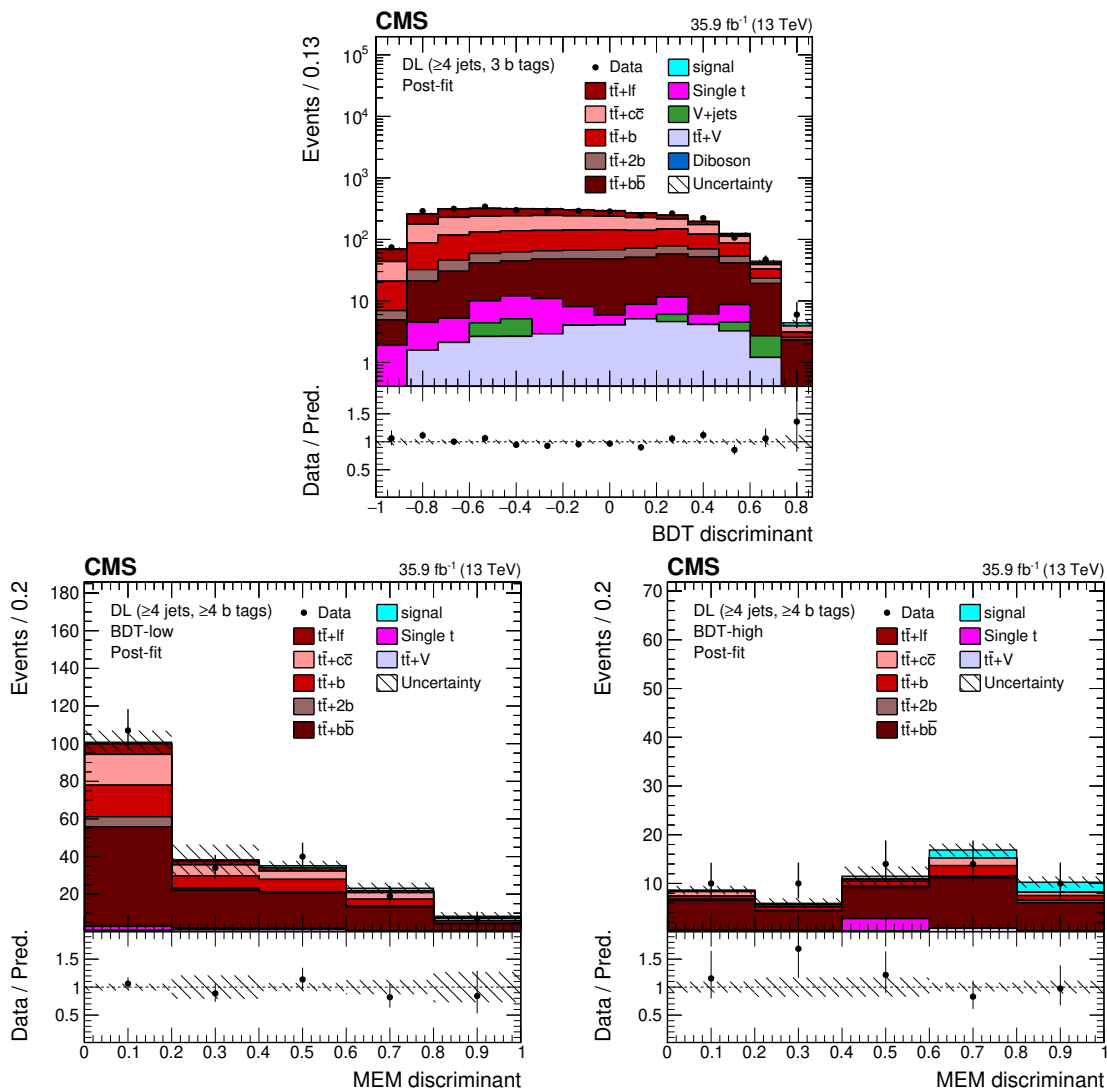 CMS
35.9 fb⁻¹ (13 TeV)
Events / 0.13
DL (≥4 jets, 3 b tags)
Post-fit
Data
tt̄+lf
tt̄+cc̄
tt̄+b
tt̄+2b
tt̄+bb̄
signal
Single t
V+jets
tt̄+V
Diboson
Uncertainty
10⁵
10⁴
10³
10²
10
1
Data / Pred.
1.5
1
0.5
−1 −0.8 −0.6 −0.4 −0.2 0 0.2 0.4 0.6 0.8
BDT discriminant
CMS
35.9 fb⁻¹ (13 TeV)
Events / 0.2
DL (≥4 jets, ≥4 b tags)
BDT-low
Post-fit
Data
tt̄+lf
tt̄+cc̄
tt̄+b
tt̄+2b
tt̄+bb̄
signal
Single t
tt̄+V
Uncertainty
180
160
140
120
100
80
60
40
20
Data / Pred.
1.5
1
0.5
0 0.1 0.2 0.3 0.4 0.5 0.6 0.7 0.8 0.9 1
MEM discriminant
CMS
35.9 fb⁻¹ (13 TeV)
Events / 0.2
DL (≥4 jets, ≥4 b tags)
BDT-high
Post-fit
Data
tt̄+lf
tt̄+cc̄
tt̄+b
tt̄+2b
tt̄+bb̄
signal
Single t
tt̄+V
Uncertainty
70
60
50
40
30
20
10
Data / Pred.
1.5
1
0.5
0 0.1 0.2 0.3 0.4 0.5 0.6 0.7 0.8 0.9 1
MEM discriminant